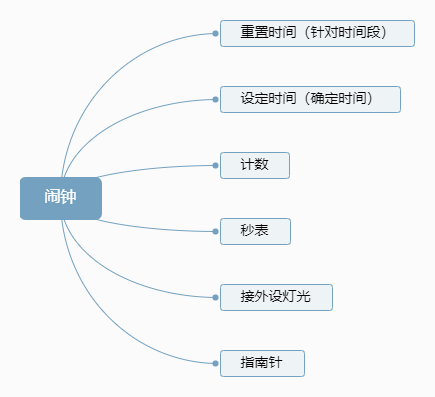 重置时间（针对时间段）
设定时间（确定时间）
计数
闹钟
秒表
接外设灯光
指南针